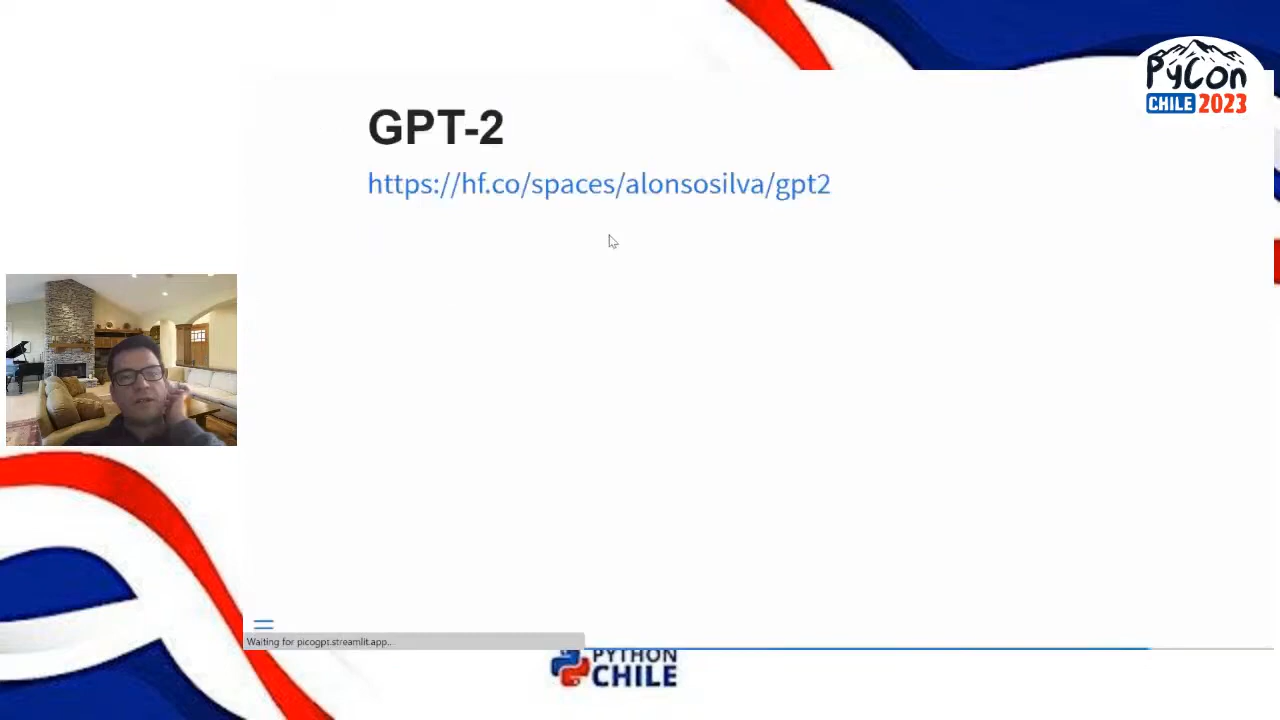 PyCon
CHILE 2023
GPT-2
https://hf.co/spaces/alonsosilva/gpt2
Waiting for picogpt.streamlit.app...
PYTHON
CHILE